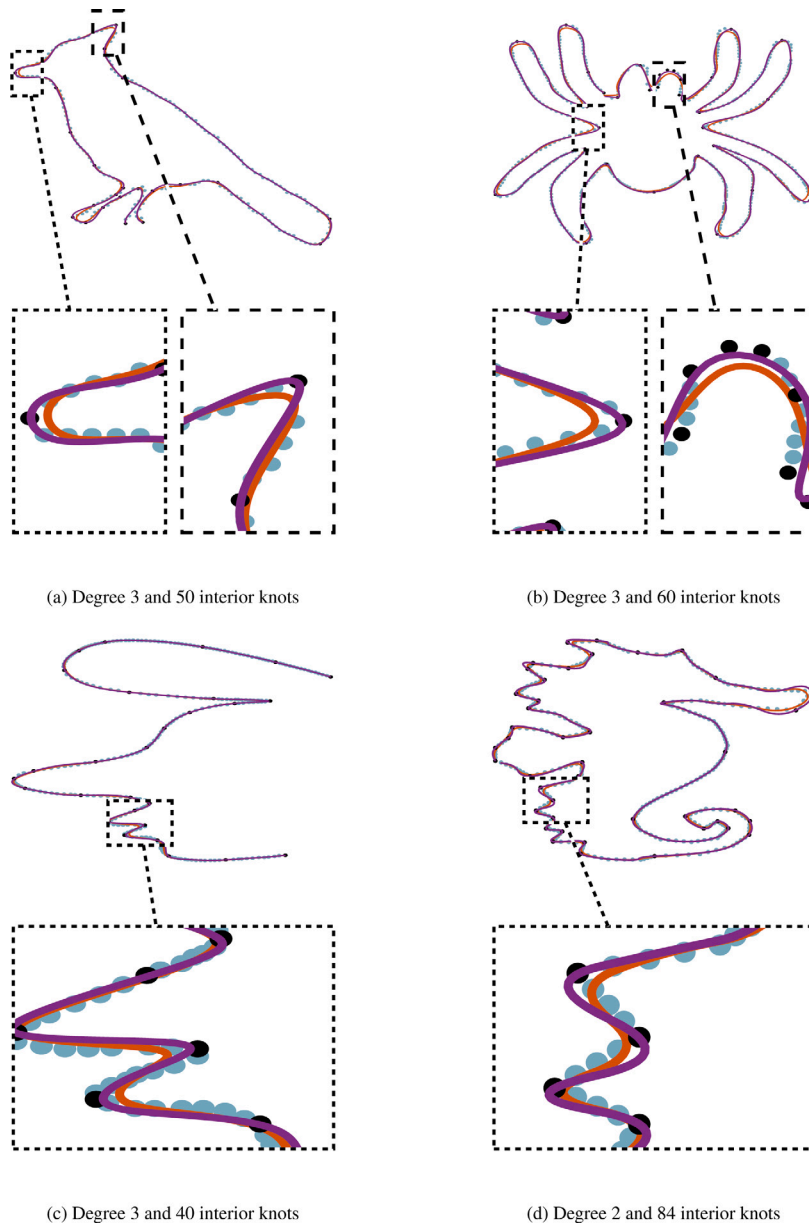 (a) Degree 3 and 50 interior knots
(b) Degree 3 and 60 interior knots
(c) Degree 3 and 40 interior knots
(d) Degree 2 and 84 interior knots